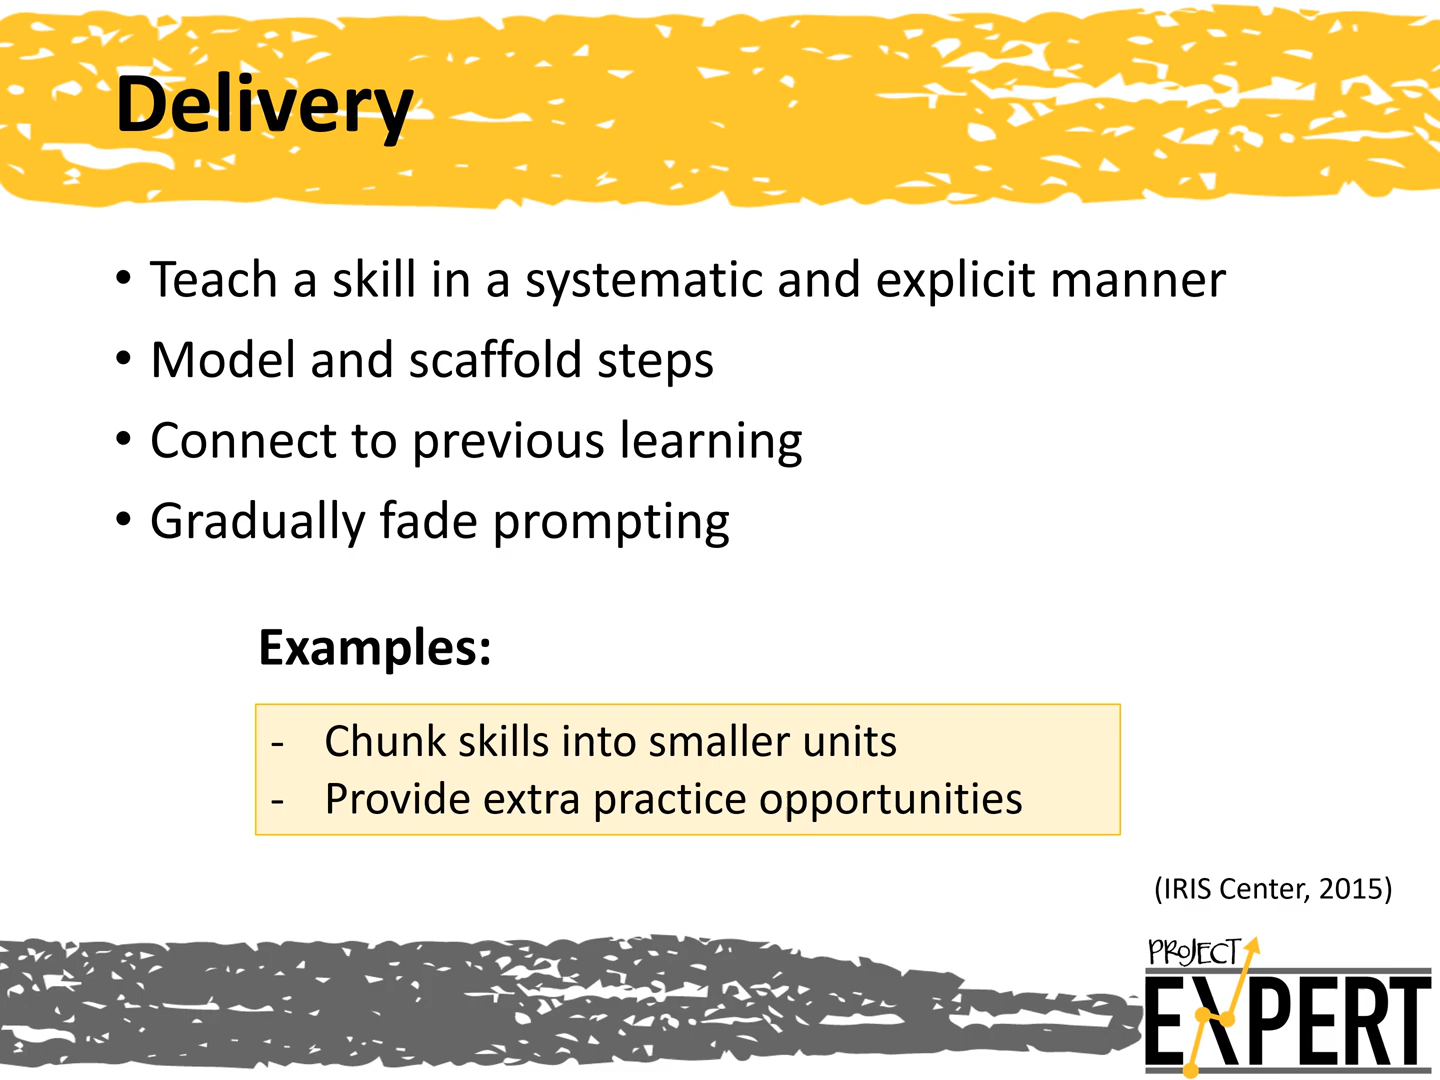 Delivery
• Teach a skill in a systematic and explicit manner
• Model and scaffold steps
• Connect to previous learning
• Gradually fade prompting
Examples:
- Chunk skills into smaller units
- Provide extra practice opportunities
(IRIS Center, 2015)
PROJECT
EXPERT